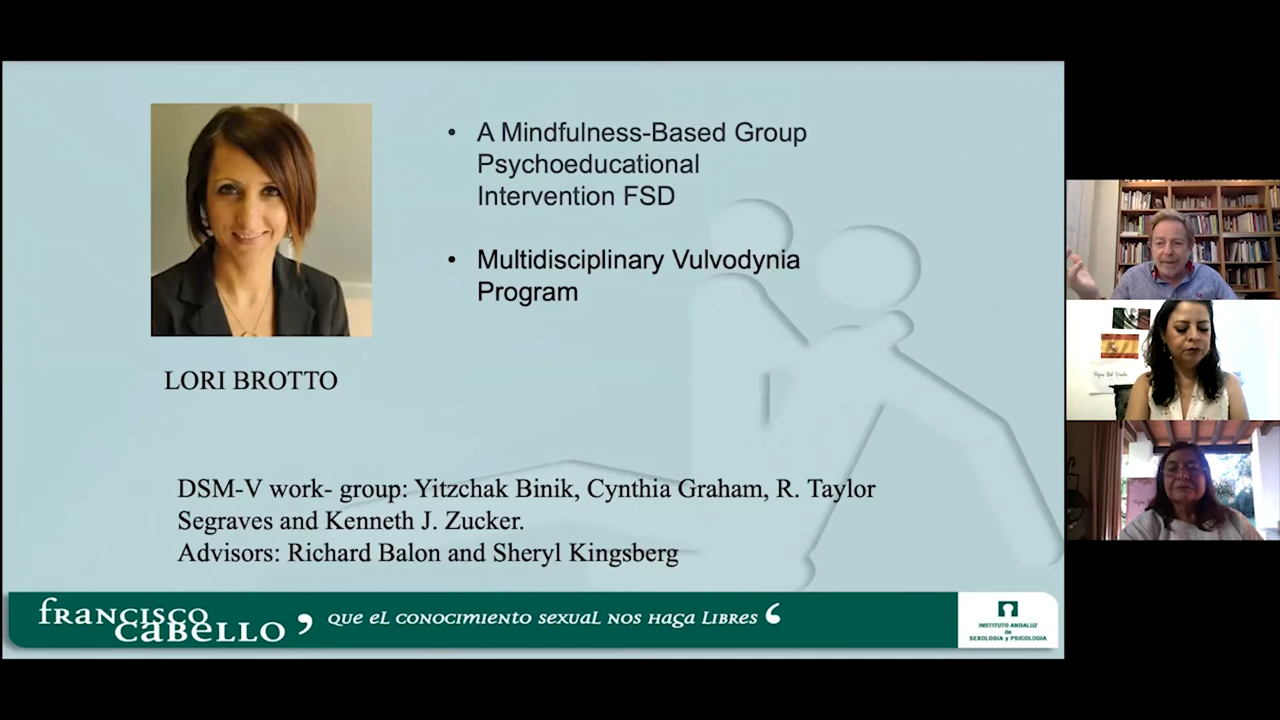 • A Mindfulness-Based Group
Psychoeducational
Intervention FSD
• Multidisciplinary Vulvodynia
Program
LORI BROTTO
DSM-V work- group: Yitzchak Binik, Cynthia Graham, R. Taylor
Segraves and Kenneth J. Zucker.
Advisors: Richard Balon and Sheryl Kingsberg
FRANCISCO
CABELLO
, QUE EL CONOCIMIENTO SEXUAL NOS HAGA LIBRES ‘
INSTITUTO ANDALUZ
de
SEXOLOGIA y PSICOLOGIA